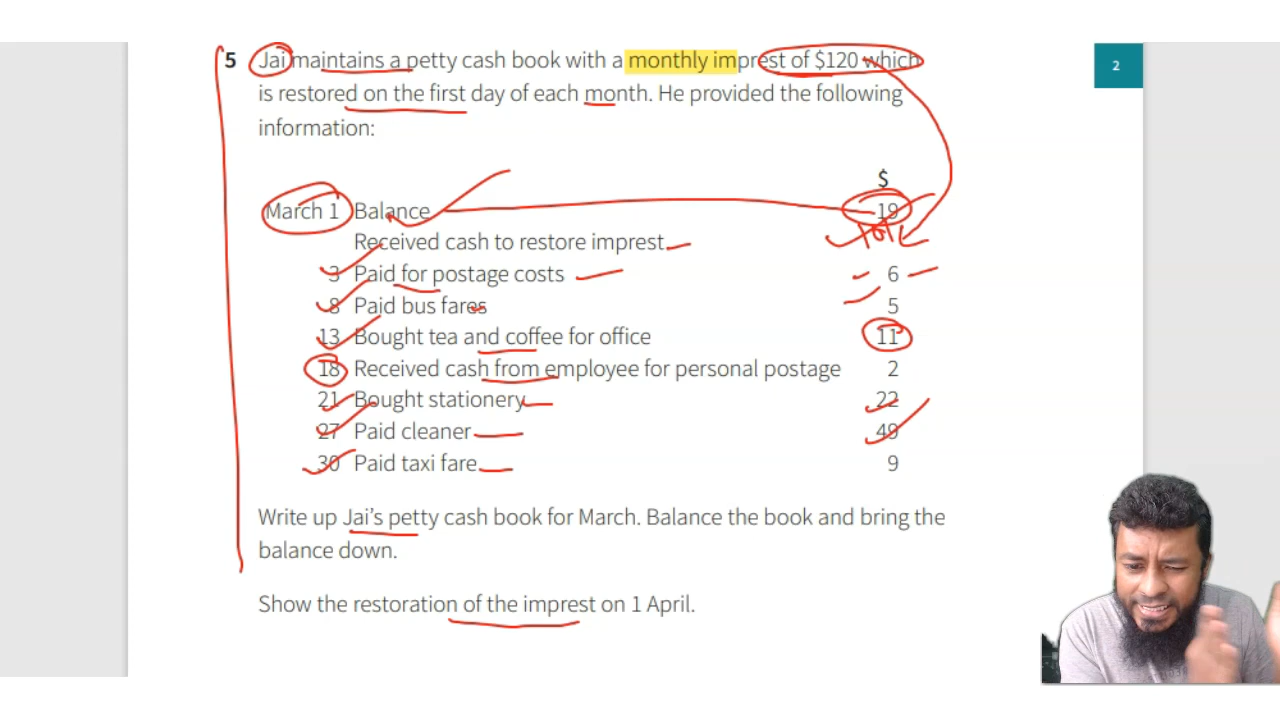 5 Jai maintains a petty cash book with a monthly imprest of $120 which
2
is restored on the first day of each month. He provided the following
information:
$
March 1 Balance 19
Received cash to restore imprest 101
3 Paid for postage costs 6
8 Paid bus fares 5
13 Bought tea and coffee for office 11
18 Received cash from employee for personal postage 2
21 Bought stationery 22
27 Paid cleaner 49
30 Paid taxi fare 9
Write up Jai's petty cash book for March. Balance the book and bring the
balance down.
Show the restoration of the imprest on 1 April.